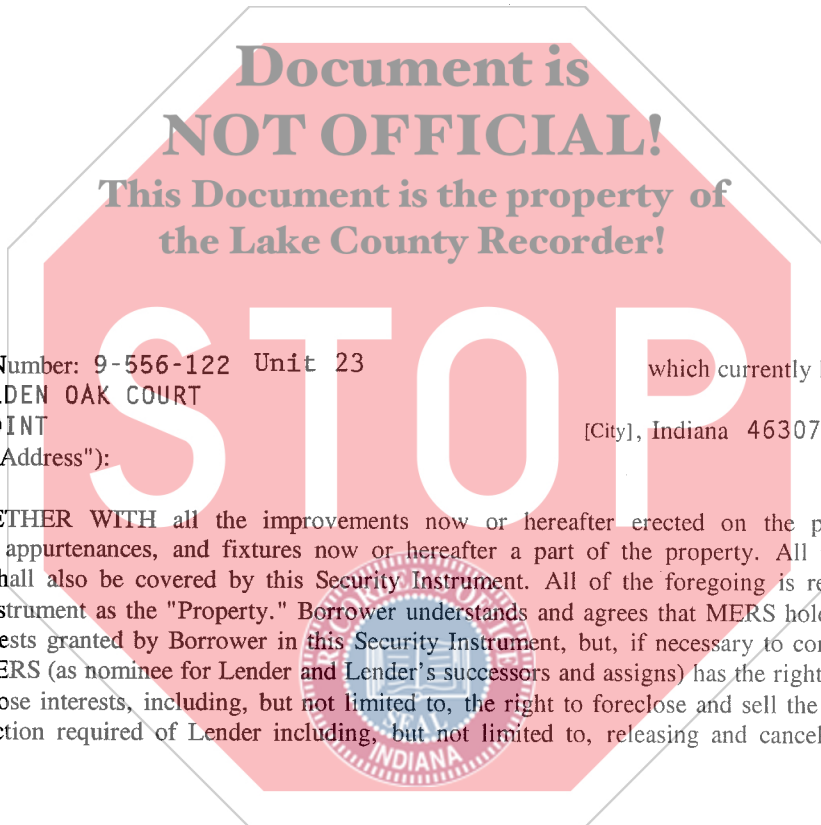 Document is
NOT OFFICIAL!
This Document is the property of
the Lake County Recorder!
STOP
Number: 9-556-122 Unit 23 which currently
DEN OAK COURT
INT [City], Indiana 46307
Address"):
ETHER WITH all the improvements now or hereafter erected on the p
appurtenances, and fixtures now or hereafter a part of the property. All
hall also be covered by this Security Instrument. All of the foregoing is re
strument as the "Property." Borrower understands and agrees that MERS hol
ests granted by Borrower in this Security Instrument, but, if necessary to co
ERS (as nominee for Lender and Lender's successors and assigns) has the right
ose interests, including, but not limited to, the right to foreclose and sell the
ction required of Lender including, but not limited to, releasing and cancel
SEAL
INDIANA